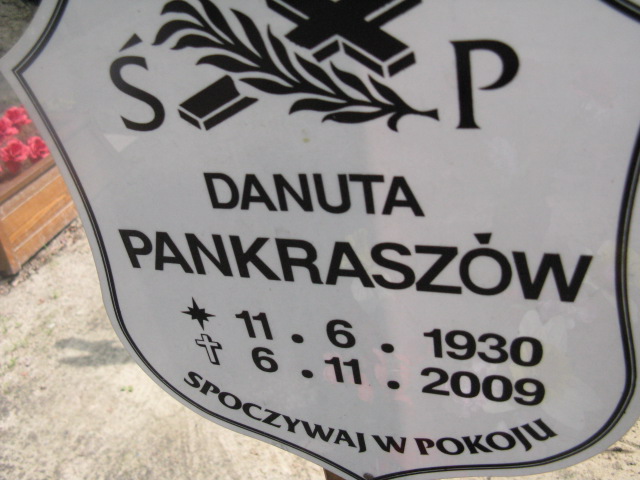 Ś P
DANUTA
PANKRASZÓW
11 . 6 . 1930
6 . 11 . 2009
SPOCZYWAJ W POKOJU